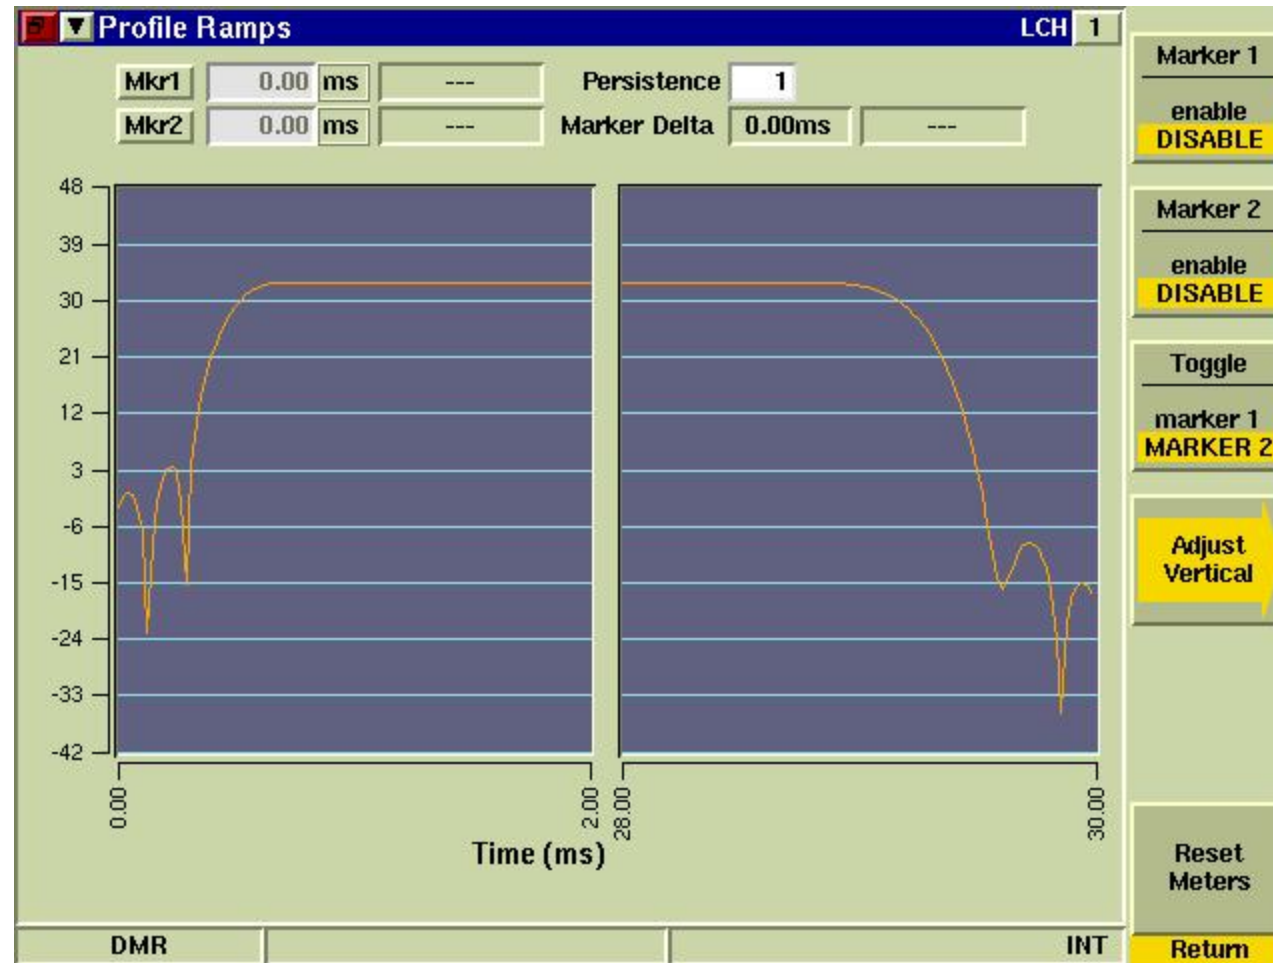 Profile Ramps LCH 1
Mkr1 0.00 ms --- Persistence 1
Mkr2 0.00 ms --- Marker Delta 0.00ms ---
48
39
30
21
12
3
-6
-15
-24
-33
-42
0.00 2.00 28.00 30.00
Time (ms)
DMR INT
Marker 1
enable
DISABLE
Marker 2
enable
DISABLE
Toggle
marker 1
MARKER 2
Adjust
Vertical
Reset
Meters
Return